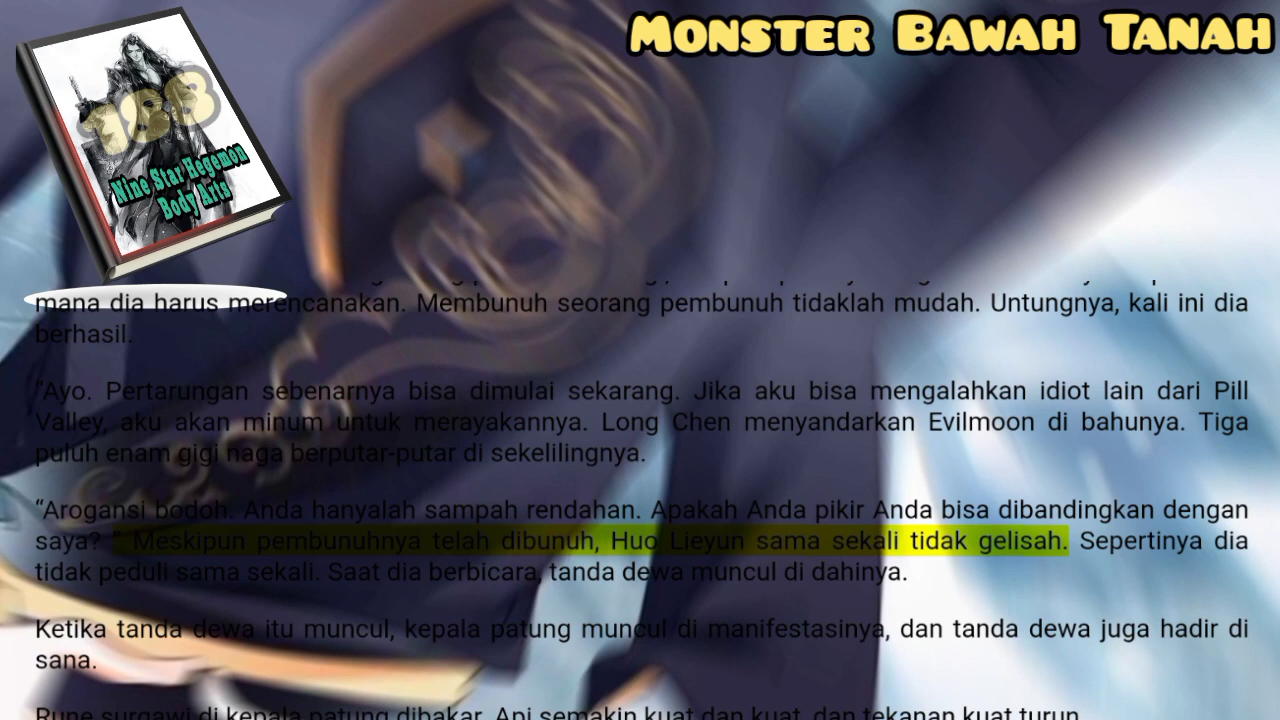 Monster Bawah Tanah
188
Nine Star Hegemon
Body Arts
mana dia harus merencanakan. Membunuh seorang pembunuh tidaklah mudah. Untungnya, kali ini dia
berhasil.
"Ayo. Pertarungan sebenarnya bisa dimulai sekarang. Jika aku bisa mengalahkan idiot lain dari Pill
Valley, aku akan minum untuk merayakannya. Long Chen menyandarkan Evilmoon di bahunya. Tiga
puluh enam gigi naga berputar-putar di sekelilingnya.
“Arogansi bodoh. Anda hanyalah sampah rendahan. Apakah Anda pikir Anda bisa dibandingkan dengan
saya? ” Meskipun pembunuhnya telah dibunuh, Huo Lieyun sama sekali tidak gelisah. Sepertinya dia
tidak peduli sama sekali. Saat dia berbicara, tanda dewa muncul di dahinya.
Ketika tanda dewa itu muncul, kepala patung muncul di manifestasinya, dan tanda dewa juga hadir di
sana.
Rune surgawi di kepala patung dibakar. Api semakin kuat dan kuat, dan tekanan kuat turun.